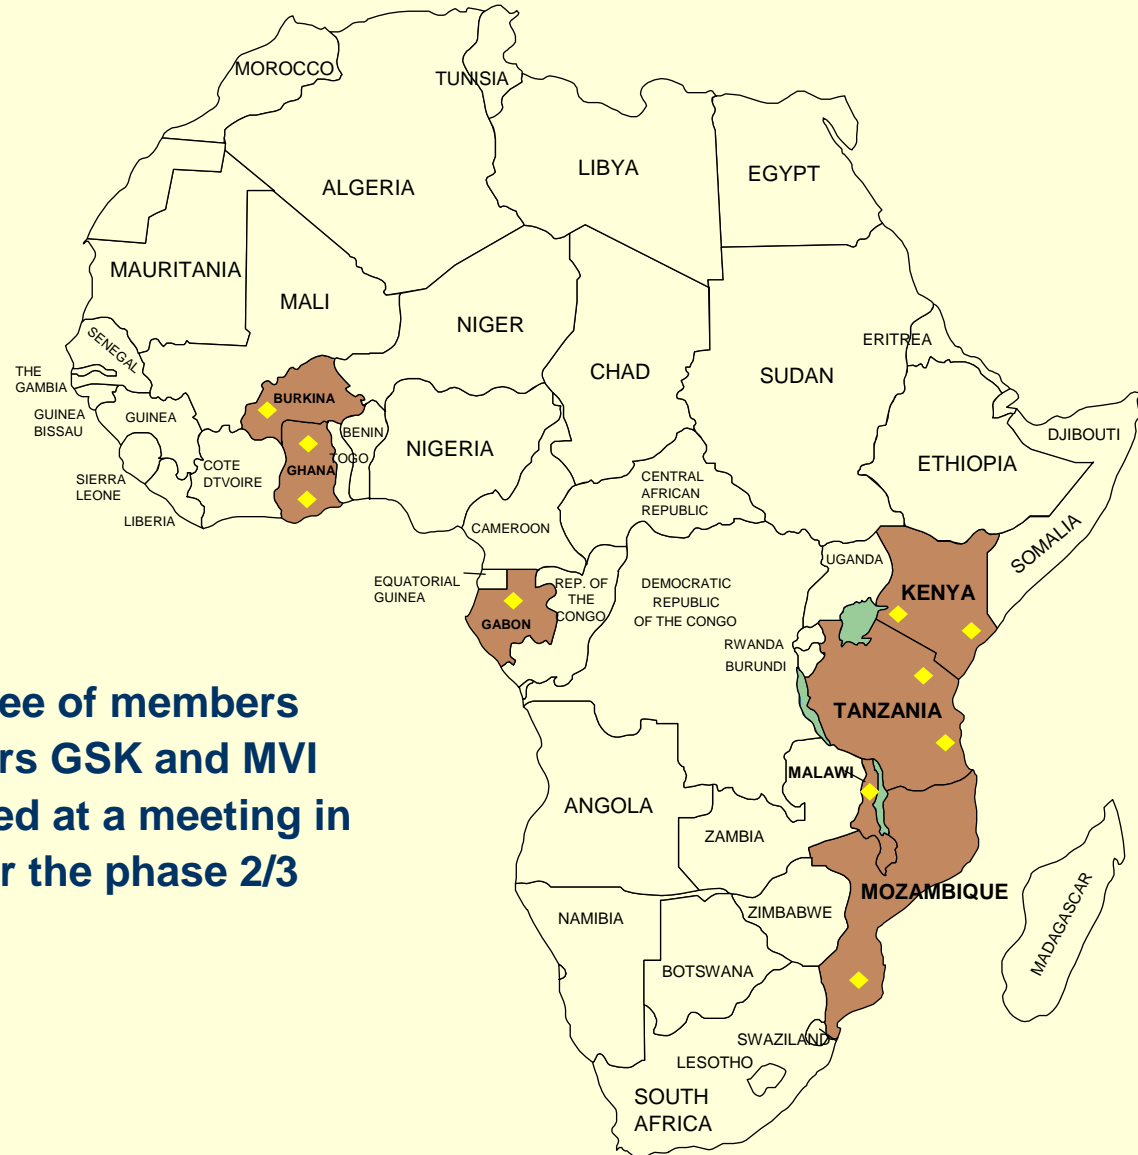 MOROCCO
TUNISIA
ALGERIA
LIBYA
EGYPT
MAURITANIA
MALI
NIGER
CHAD
SUDAN
ERITREA
SENEGAL
THE
GAMBIA
GUINEA
BISSAU
GUINEA
SIERRA
LEONE
LIBERIA
COTE
DTVOIRE
BURKINA
GHANA
TOGO
BENIN
NIGERIA
CAMEROON
CENTRAL
AFRICAN
REPUBLIC
ETHIOPIA
DJIBOUTI
SOMALIA
EQUATORIAL
GUINEA
GABON
REP. OF
THE
CONGO
DEMOCRATIC
REPUBLIC
OF THE CONGO
UGANDA
KENYA
RWANDA
BURUNDI
TANZANIA
ee of members
rs GSK and MVI
ed at a meeting in
r the phase 2/3
ANGOLA
ZAMBIA
MALAWI
MOZAMBIQUE
MADAGASCAR
NAMIBIA
ZIMBABWE
BOTSWANA
SWAZILAND
LESOTHO
SOUTH
AFRICA